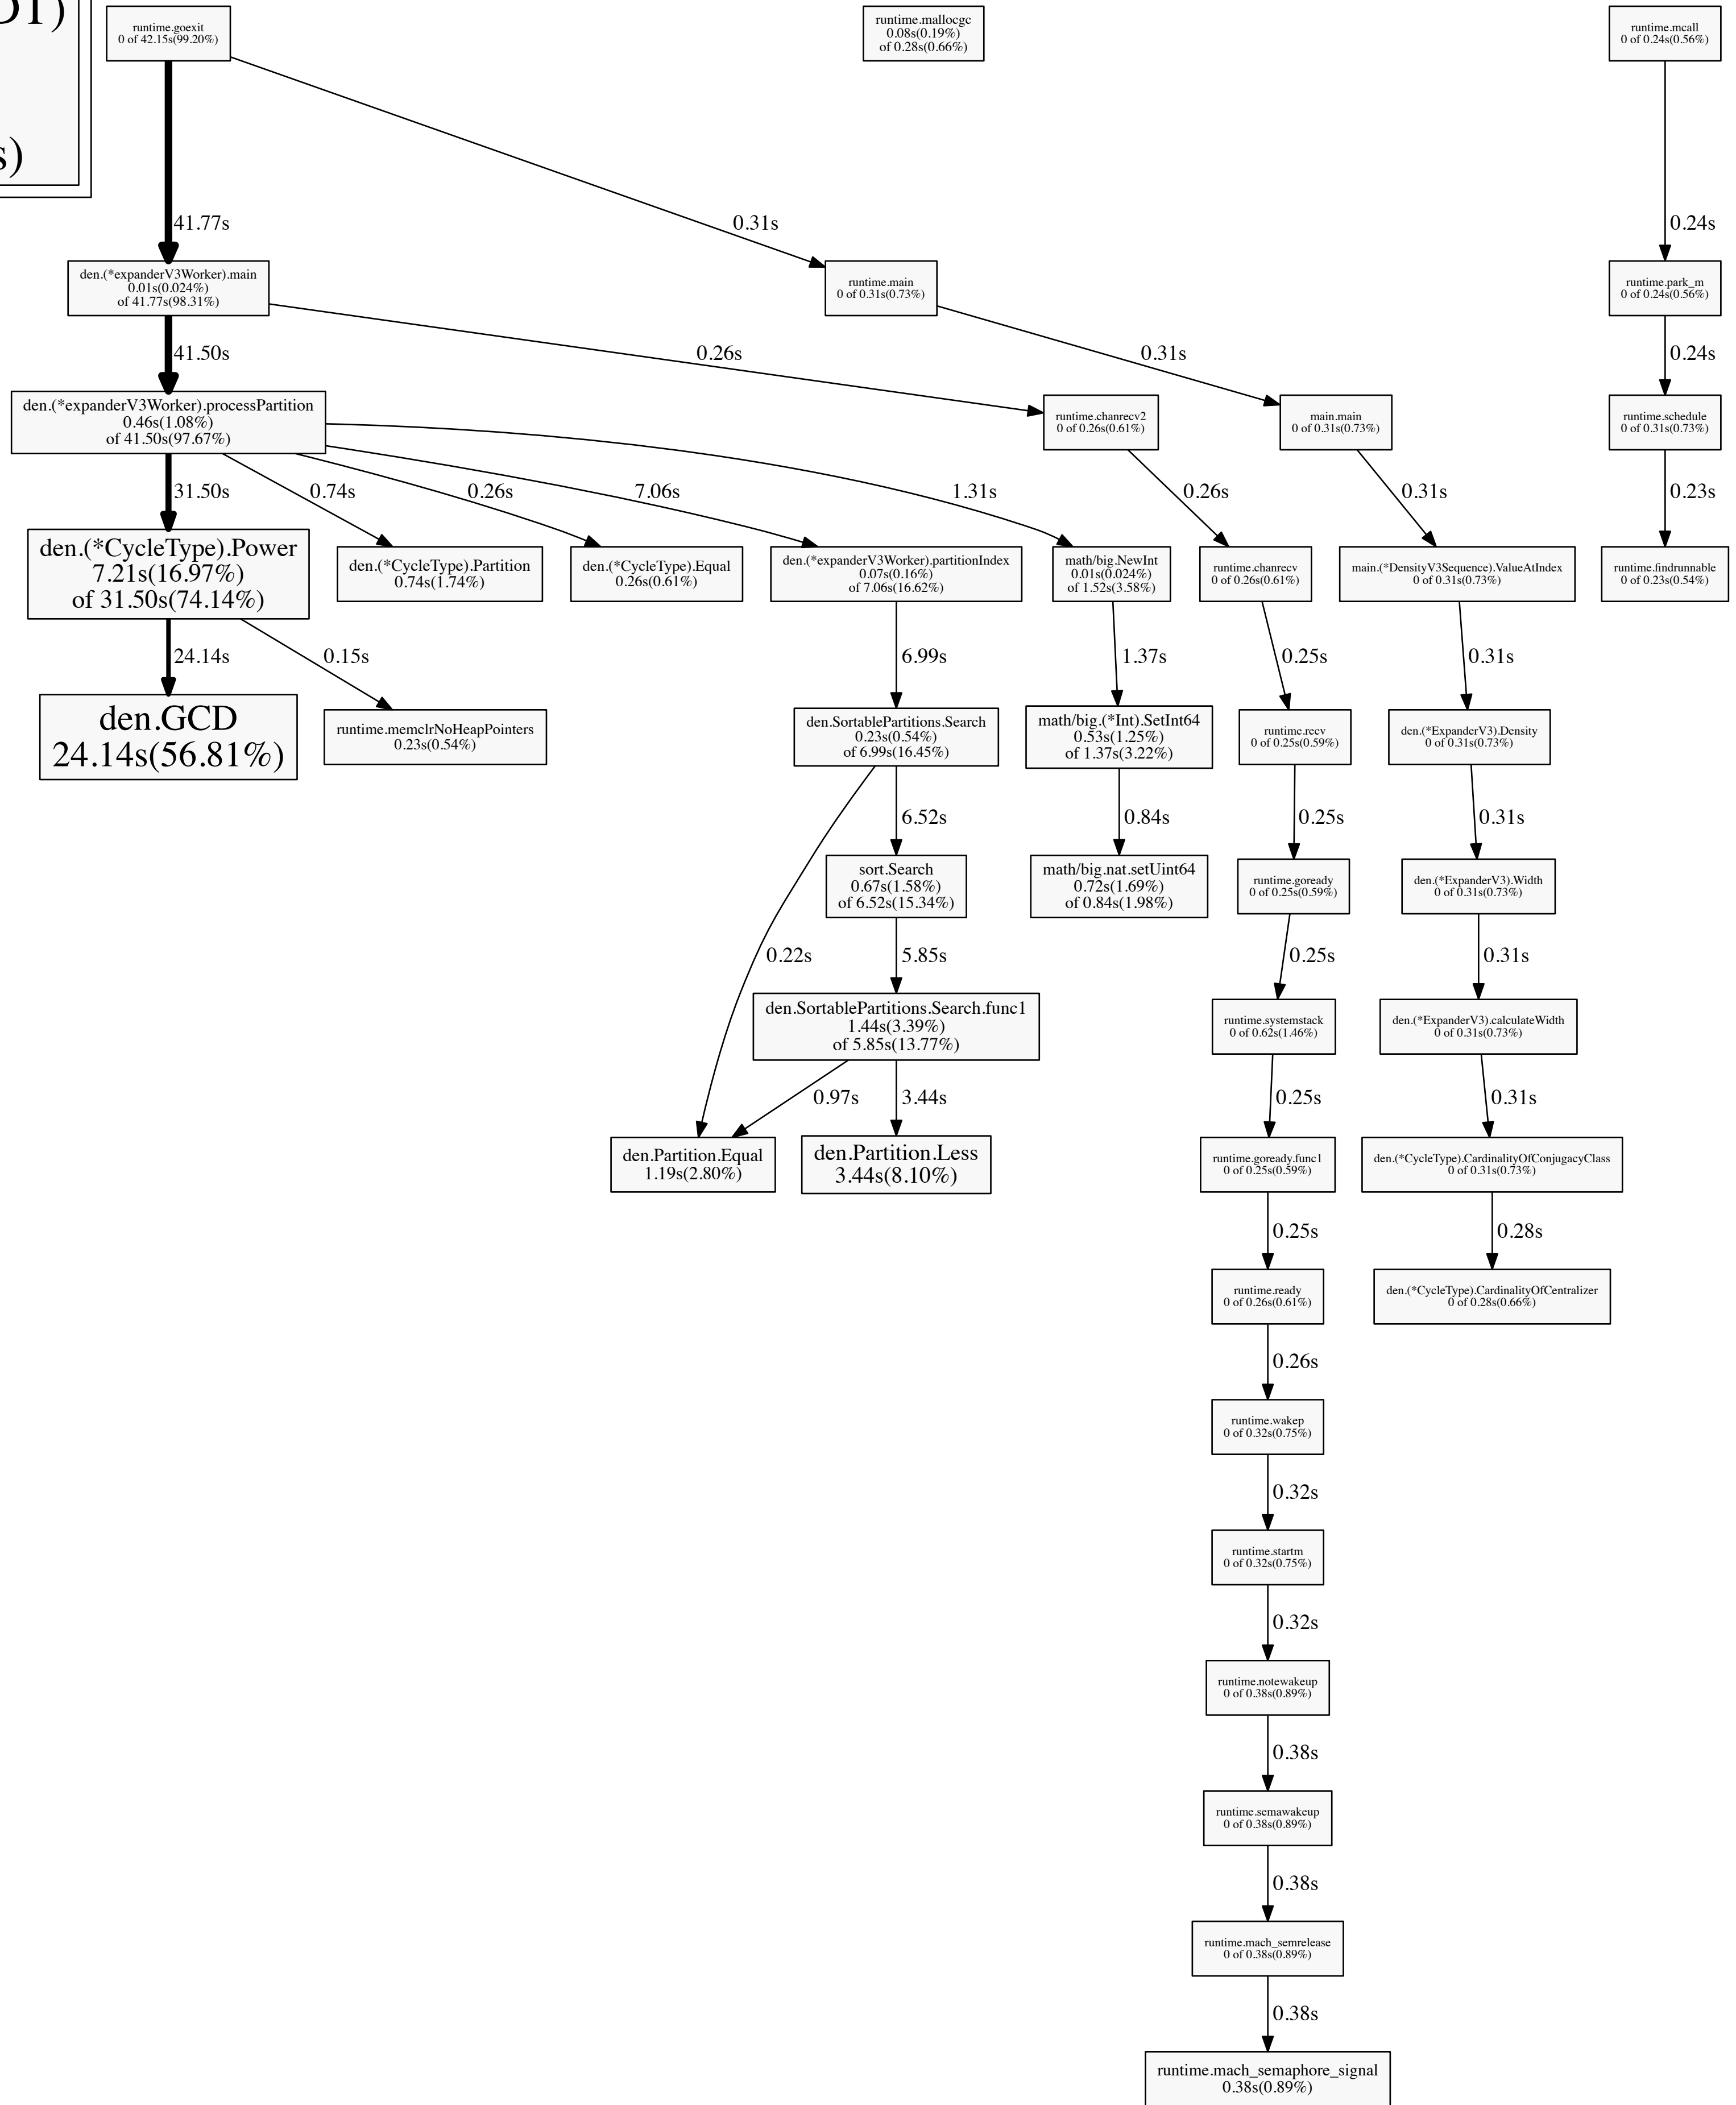 s)
runtime.goexit
0 of 42.15s(99.20%)
runtime.mallocgc
0.08s(0.19%)
of 0.28s(0.66%)
runtime.mcall
0 of 0.24s(0.56%)
41.77s
0.31s
0.24s
den.(*expanderV3Worker).main
0.01s(0.024%)
of 41.77s(98.31%)
runtime.main
0 of 0.31s(0.73%)
runtime.park_m
0 of 0.24s(0.56%)
41.50s
0.26s
0.31s
0.24s
den.(*expanderV3Worker).processPartition
0.46s(1.08%)
of 41.50s(97.67%)
runtime.chanrecv2
0 of 0.26s(0.61%)
main.main
0 of 0.31s(0.73%)
runtime.schedule
0 of 0.31s(0.73%)
31.50s
0.74s
0.26s
7.06s
1.31s
0.26s
0.31s
0.23s
den.(*CycleType).Power
7.21s(16.97%)
of 31.50s(74.14%)
den.(*CycleType).Partition
0.74s(1.74%)
den.(*CycleType).Equal
0.26s(0.61%)
den.(*expanderV3Worker).partitionIndex
0.07s(0.16%)
of 7.06s(16.62%)
math/big.NewInt
0.01s(0.024%)
of 1.52s(3.58%)
runtime.chanrecv
0 of 0.26s(0.61%)
main.(*DensityV3Sequence).ValueAtIndex
0 of 0.31s(0.73%)
runtime.findrunnable
0 of 0.23s(0.54%)
24.14s
0.15s
6.99s
1.37s
0.25s
0.31s
den.GCD
24.14s(56.81%)
runtime.memclrNoHeapPointers
0.23s(0.54%)
den.SortablePartitions.Search
0.23s(0.54%)
of 6.99s(16.45%)
math/big.(*Int).SetInt64
0.53s(1.25%)
of 1.37s(3.22%)
runtime.recv
0 of 0.25s(0.59%)
den.(*ExpanderV3).Density
0 of 0.31s(0.73%)
6.52s
0.84s
0.25s
0.31s
sort.Search
0.67s(1.58%)
of 6.52s(15.34%)
math/big.nat.setUint64
0.72s(1.69%)
of 0.84s(1.98%)
runtime.goready
0 of 0.25s(0.59%)
den.(*ExpanderV3).Width
0 of 0.31s(0.73%)
0.22s
5.85s
0.25s
0.31s
den.SortablePartitions.Search.func1
1.44s(3.39%)
of 5.85s(13.77%)
runtime.systemstack
0 of 0.62s(1.46%)
den.(*ExpanderV3).calculateWidth
0 of 0.31s(0.73%)
0.97s
3.44s
0.25s
0.31s
den.Partition.Equal
1.19s(2.80%)
den.Partition.Less
3.44s(8.10%)
runtime.goready.func1
0 of 0.25s(0.59%)
den.(*CycleType).CardinalityOfConjugacyClass
0 of 0.31s(0.73%)
0.25s
0.28s
runtime.ready
0 of 0.26s(0.61%)
den.(*CycleType).CardinalityOfCentralizer
0 of 0.28s(0.66%)
0.26s
runtime.wakep
0 of 0.32s(0.75%)
0.32s
runtime.startm
0 of 0.32s(0.75%)
0.32s
runtime.notewakeup
0 of 0.38s(0.89%)
0.38s
runtime.semawakeup
0 of 0.38s(0.89%)
0.38s
runtime.mach_semrelease
0 of 0.38s(0.89%)
0.38s
runtime.mach_semaphore_signal
0.38s(0.89%)